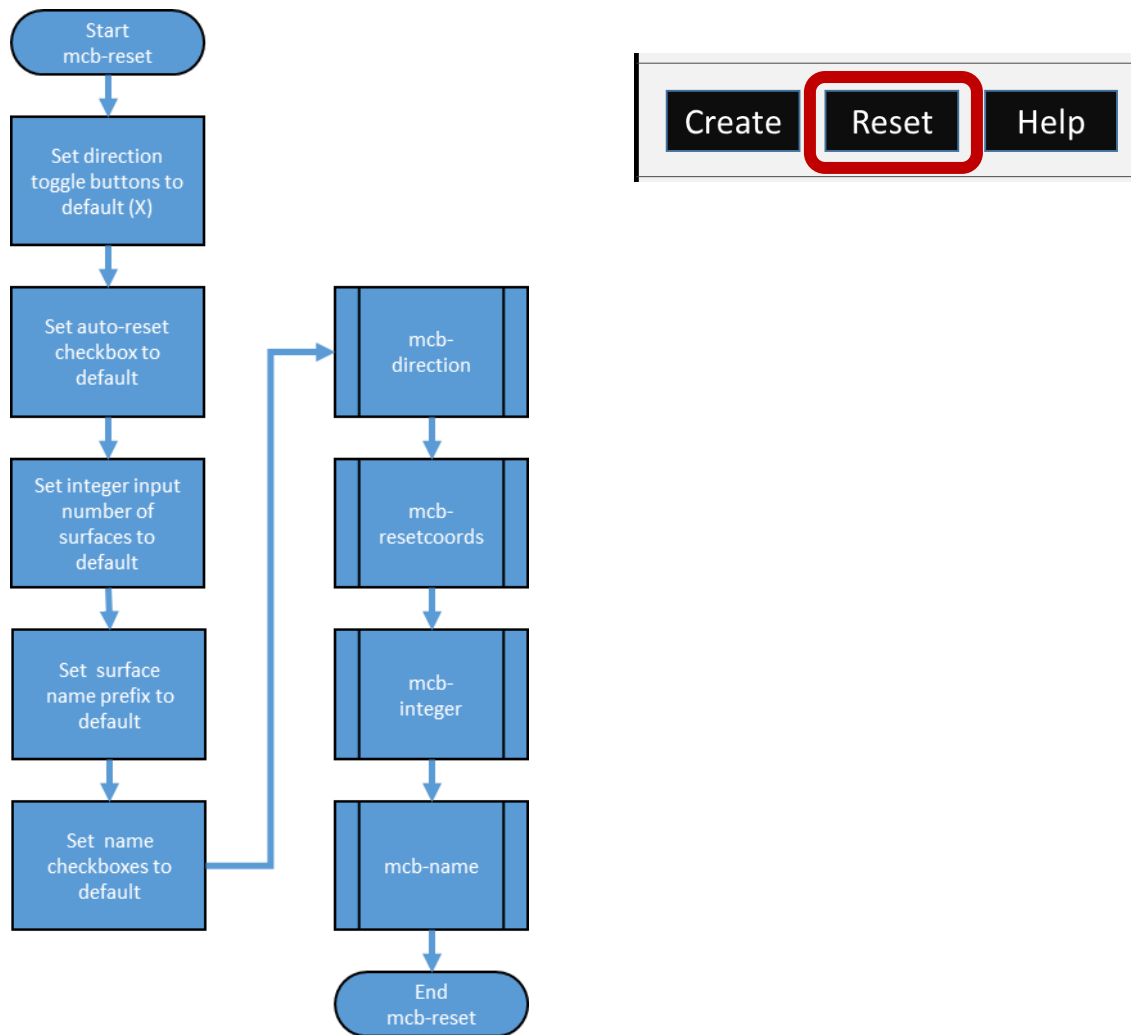 Start
mcb-reset
Set direction
toggle buttons to
default (X)
Set auto-reset
checkbox to
default
Set integer input
number of
surfaces to
default
Set surface
name prefix to
default
Set name
checkboxes to
default
mcb-
direction
mcb-
resetcoords
mcb-
integer
mcb-name
End
mcb-reset
Create
Reset
Help